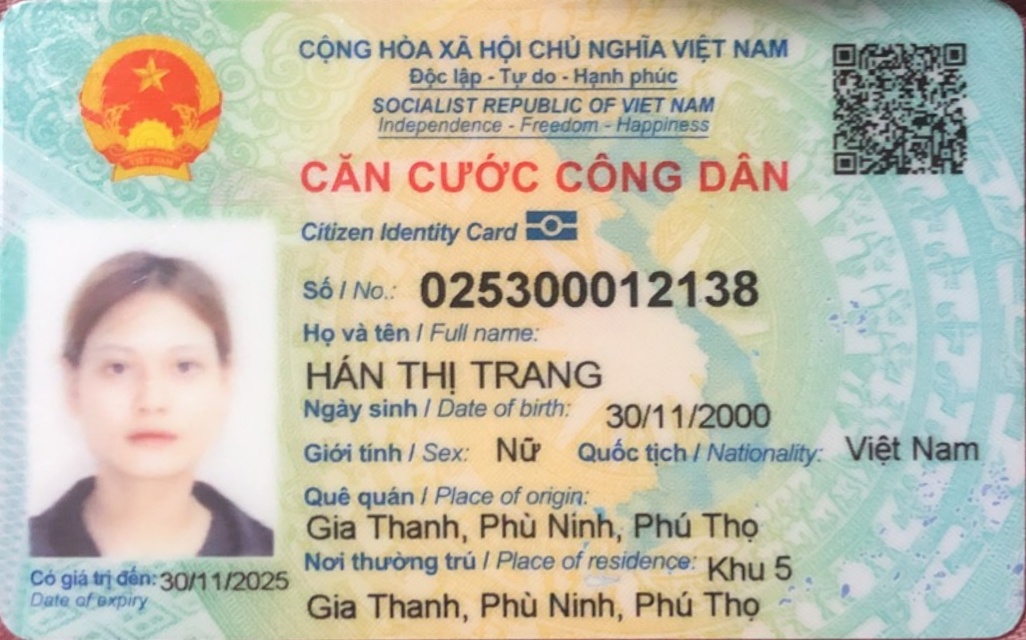 CỘNG HÒA XÃ HỘI CHỦ NGHĨA VIỆT NAM
Độc lập - Tự do - Hạnh phúc
SOCIALIST REPUBLIC OF VIET NAM
Independence - Freedom - Happiness
CĂN CƯỚC CÔNG DÂN
Citizen Identity Card
Số / No.: 025300012138
Họ và tên / Full name:
HÁN THỊ TRANG
Ngày sinh / Date of birth: 30/11/2000
Giới tính / Sex: Nữ Quốc tịch / Nationality: Việt Nam
Quê quán / Place of origin:
Gia Thanh, Phù Ninh, Phú Thọ
Nơi thường trú / Place of residence: Khu 5
Gia Thanh, Phù Ninh, Phú Thọ
Có giá trị đến: 30/11/2025
Date of expiry
VIỆT NAM